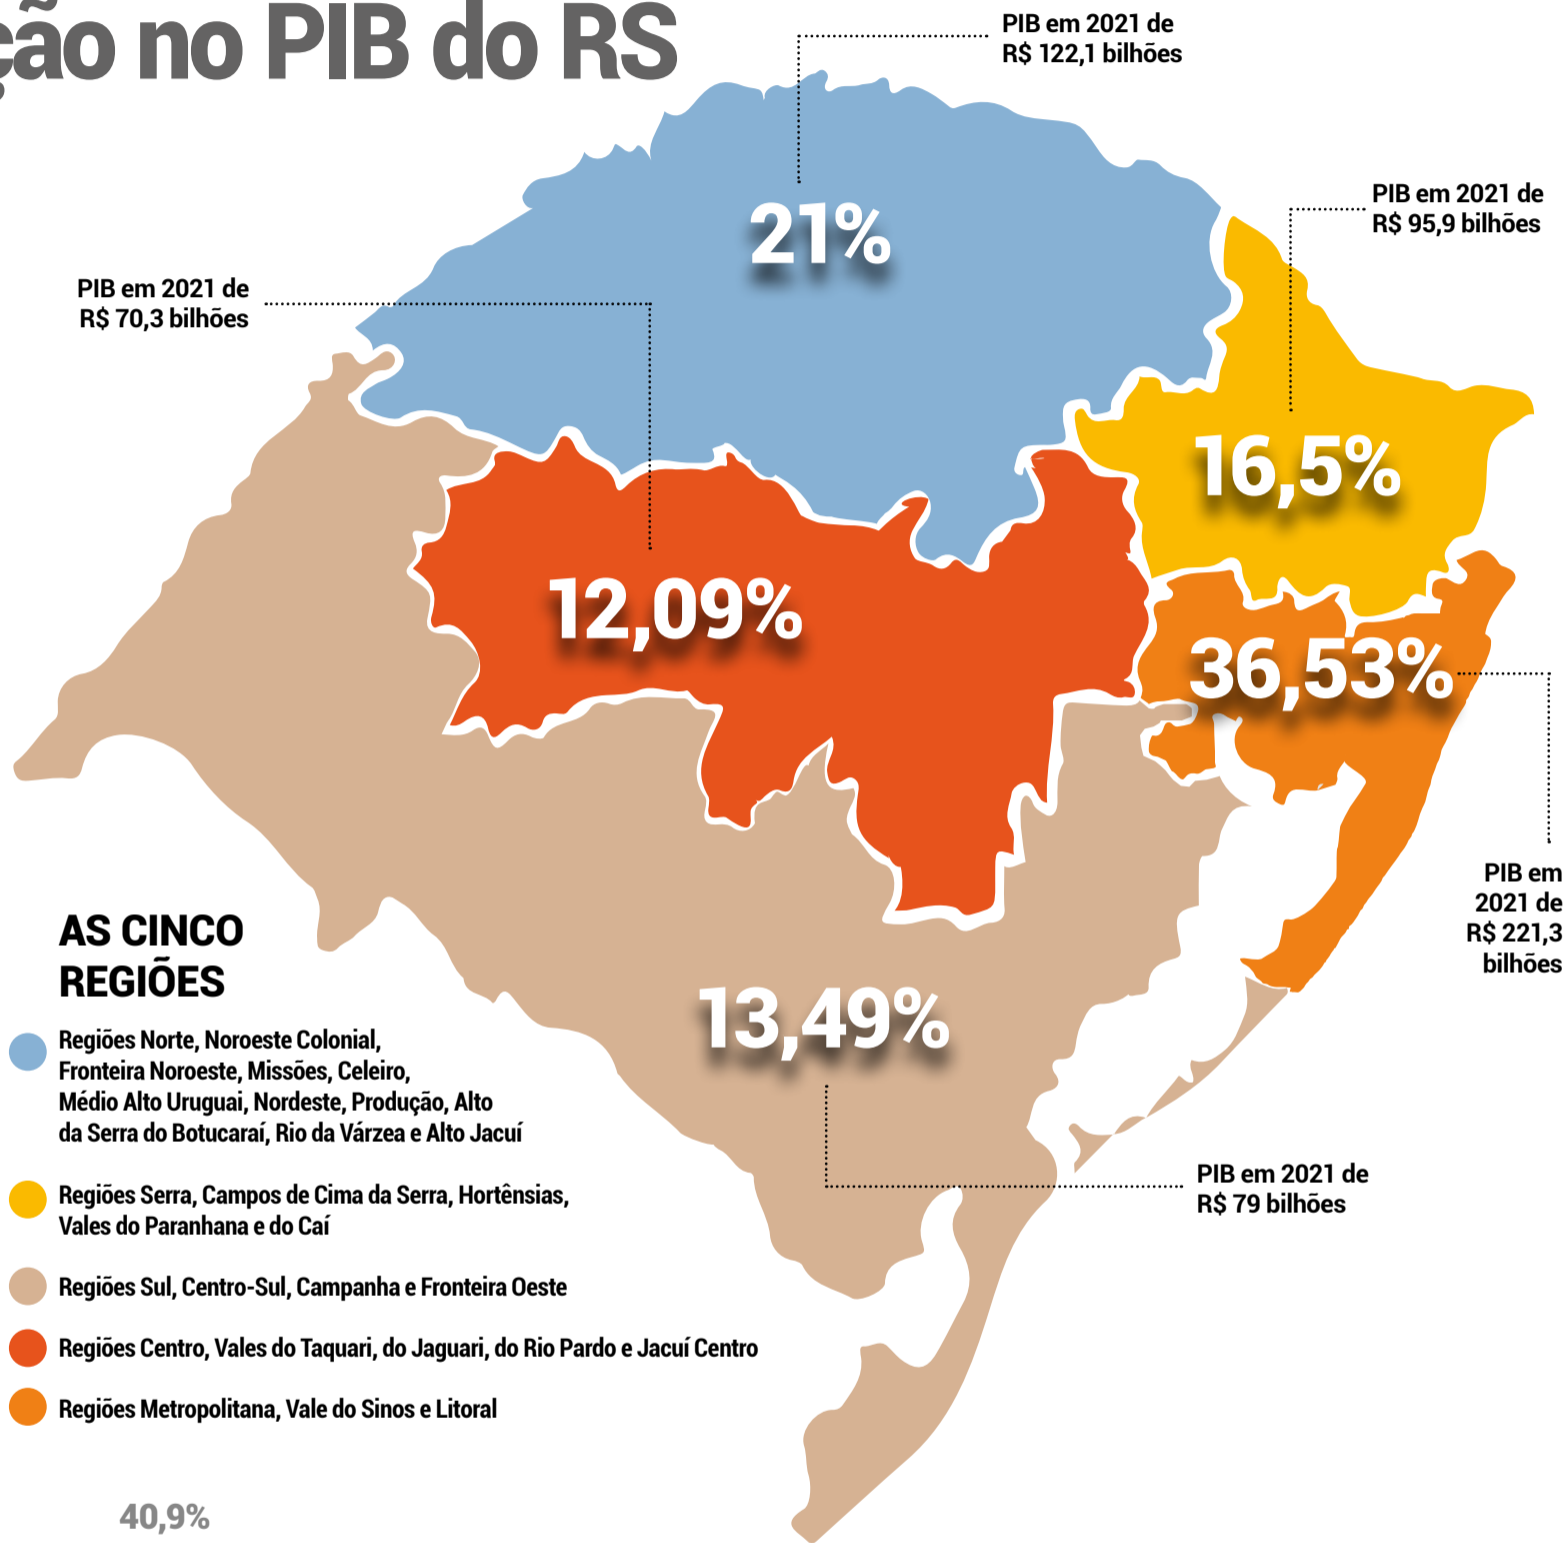 ção no PIB do RS
PIB em 2021 de
R$ 122,1 bilhões
21%
PIB em 2021 de
R$ 95,9 bilhões
16,5%
PIB em 2021 de
R$ 70,3 bilhões
12,09%
36,53%
PIB em
2021 de
R$ 221,3
bilhões
13,49%
PIB em 2021 de
R$ 79 bilhões
AS CINCO
REGIÕES
Regiões Norte, Noroeste Colonial,
Fronteira Noroeste, Missões, Celeiro,
Médio Alto Uruguai, Nordeste, Produção, Alto
da Serra do Botucaraí, Rio da Várzea e Alto Jacuí
Regiões Serra, Campos de Cima da Serra, Hortênsias,
Vales do Paranhana e do Caí
Regiões Sul, Centro-Sul, Campanha e Fronteira Oeste
Regiões Centro, Vales do Taquari, do Jaguari, do Rio Pardo e Jacuí Centro
Regiões Metropolitana, Vale do Sinos e Litoral
40,9%